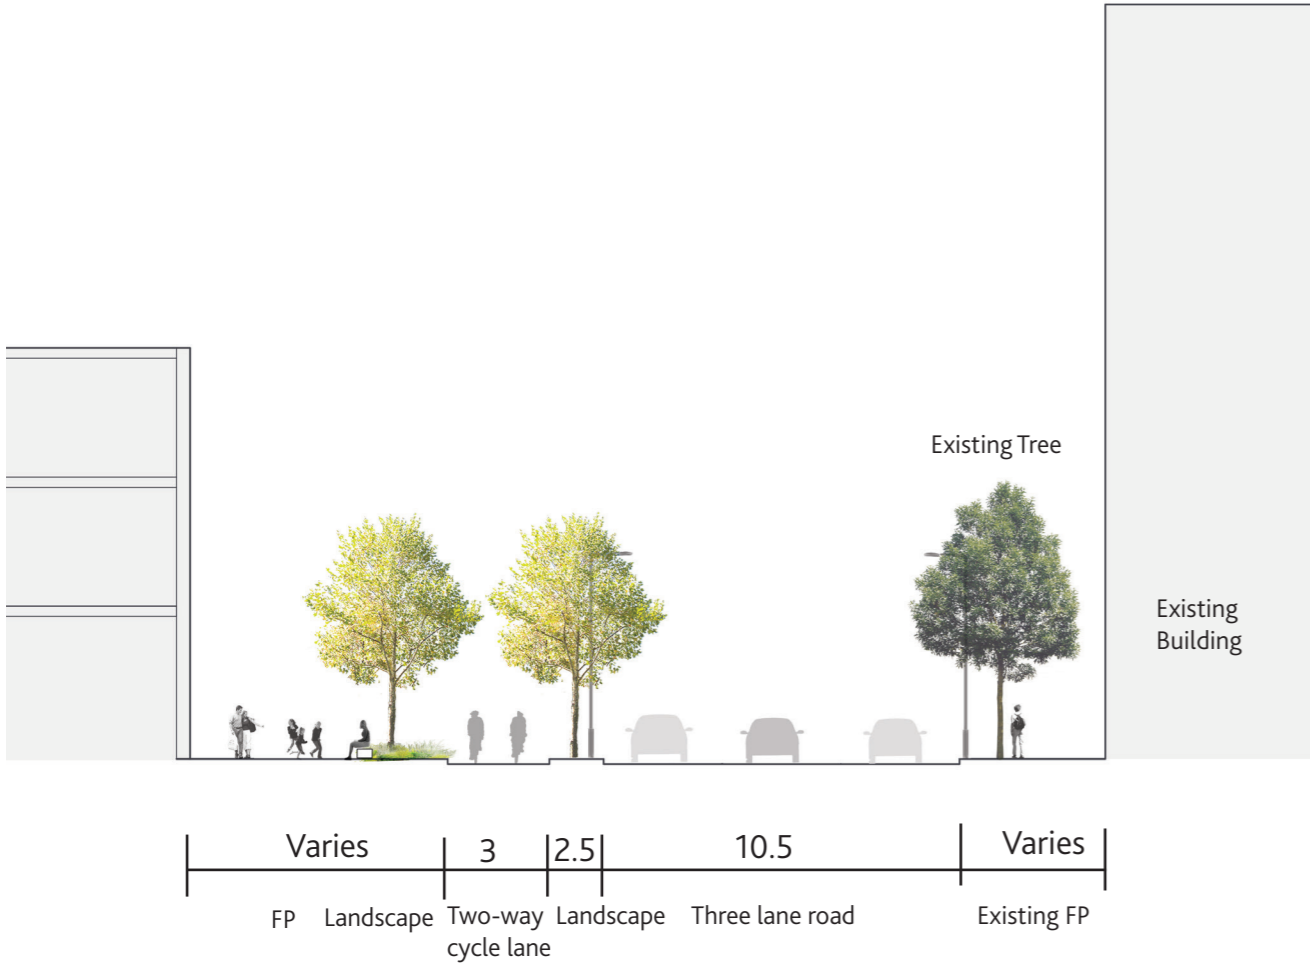 Existing Tree
Existing
Building
Varies
3
2.5
10.5
Varies
FP
Landscape
Two-way
cycle lane
Landscape
Three lane road
Existing FP